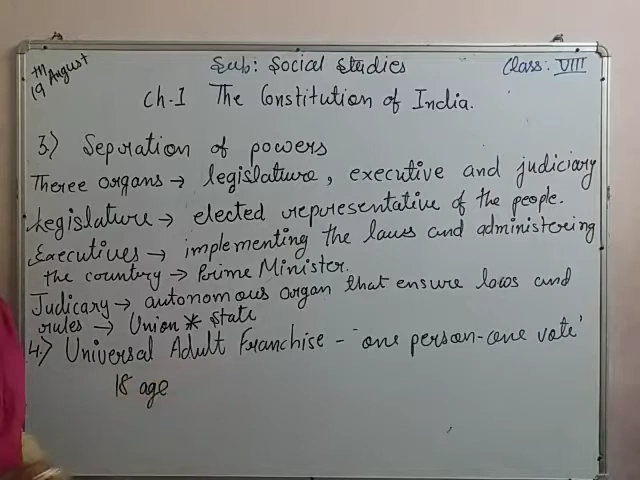 19th August
Sub: Social Studies
Class: VIII
Ch-1 The Constitution of India.
3.) Separation of powers
Theree organs → legislature, executive and judiciary
Legislature → elected representative of the people.
Executives → implementing the laws and administering
the country → Prime Minister.
Judicary → autonomous organ that ensure laws and
rules → Union * State
4.) Universal Adult Franchise - 'one person-one vote'
18 age